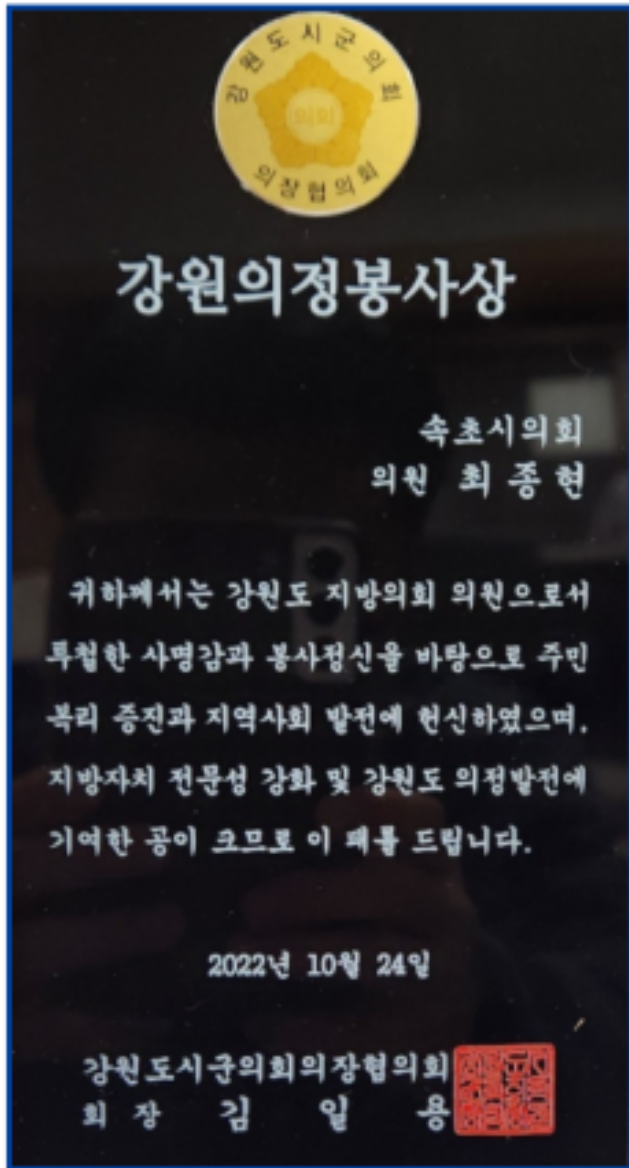 강원도시군의회
의회
의장협의회
강원의정봉사상
속초시의회
의원 최종현
귀하께서는 강원도 지방의회 의원으로서
투철한 사명감과 봉사정신을 바탕으로 주민
복리 증진과 지역사회 발전에 헌신하였으며,
지방자치 전문성 강화 및 강원도 의정발전에
기여한 공이 크므로 이 패를 드립니다.
2022년 10월 24일
강원도시군의회의장협의회
회 장 김 일 용